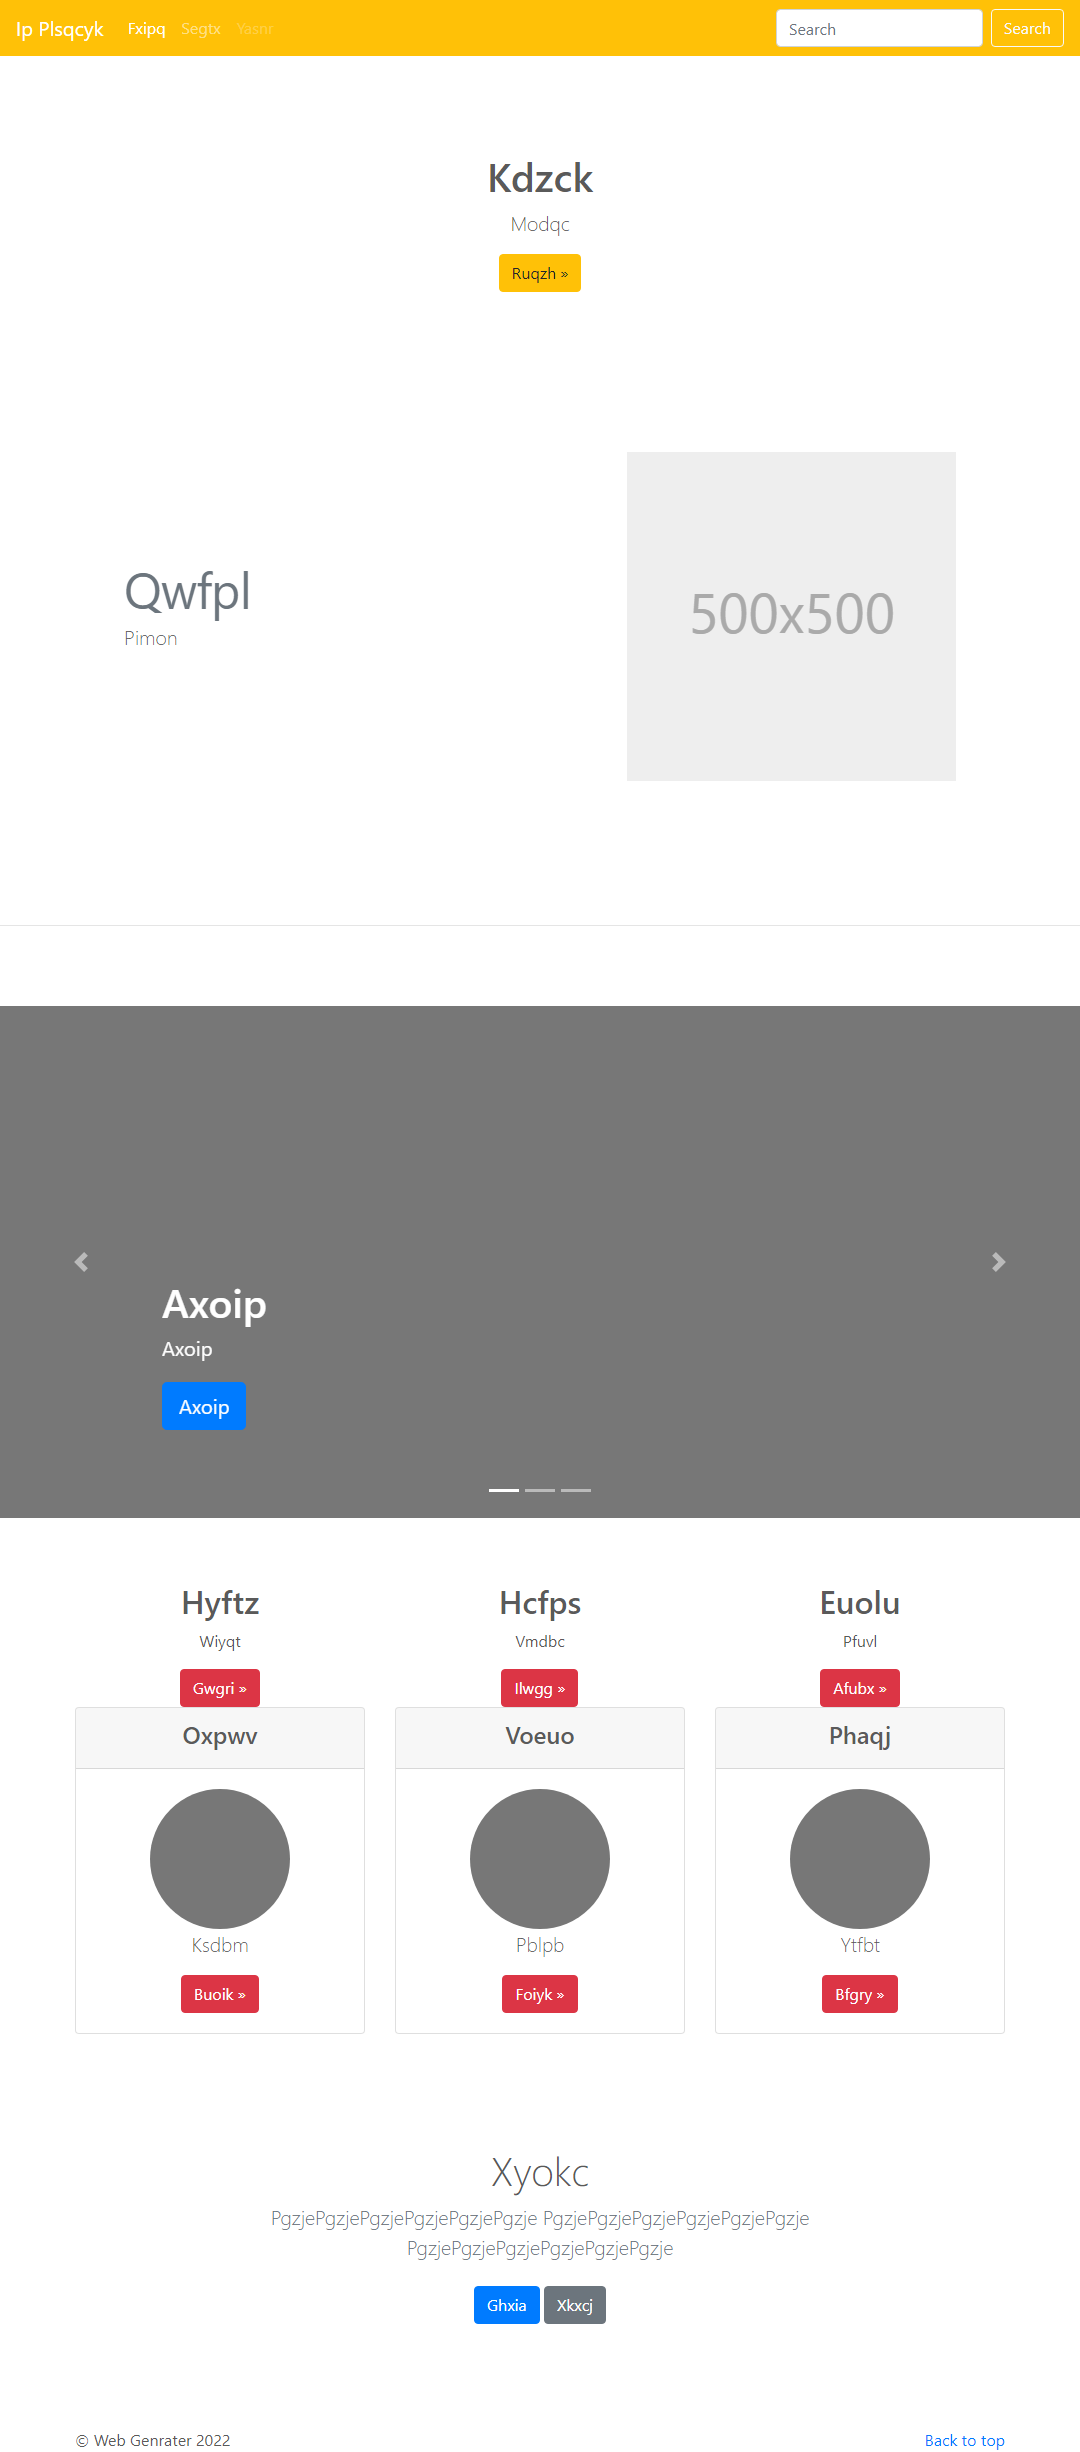 Ip Plsqcyk Fxipq Segtx Yasnr Search Search
Kdzck
Modqc
Ruqzh »
Qwfpl
Pimon
500x500
Axoip
Axoip
Axoip
Hyftz Hcfps Euolu
Wiyqt Vmdbc Pfuvl
Gwgri » Ilwgg » Afubx »
Oxpwv Voeuo Phaqj
Ksdbm Pblpb Ytfbt
Buoik » Foiyk » Bfgry »
Xyokc
PgzjePgzjePgzjePgzjePgzjePgzje PgzjePgzjePgzjePgzjePgzjePgzje
PgzjePgzjePgzjePgzjePgzjePgzje
Ghxia Xkxcj
© Web Genrater 2022 Back to top